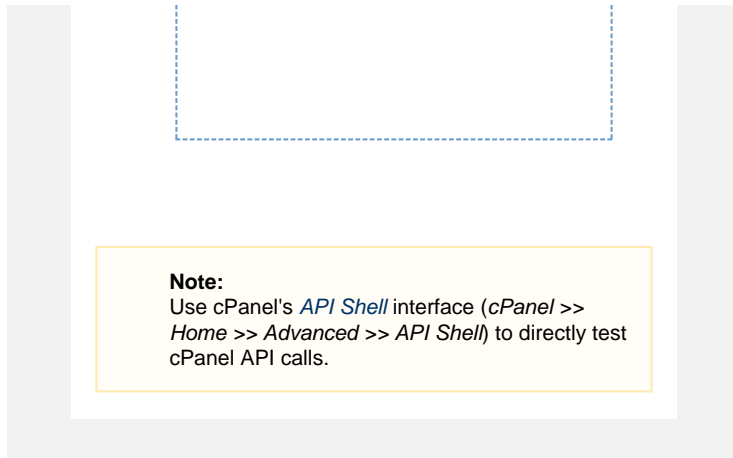 Note:
Use cPanel's API Shell interface (cPanel >>
Home >> Advanced >> API Shell) to directly test
cPanel API calls.